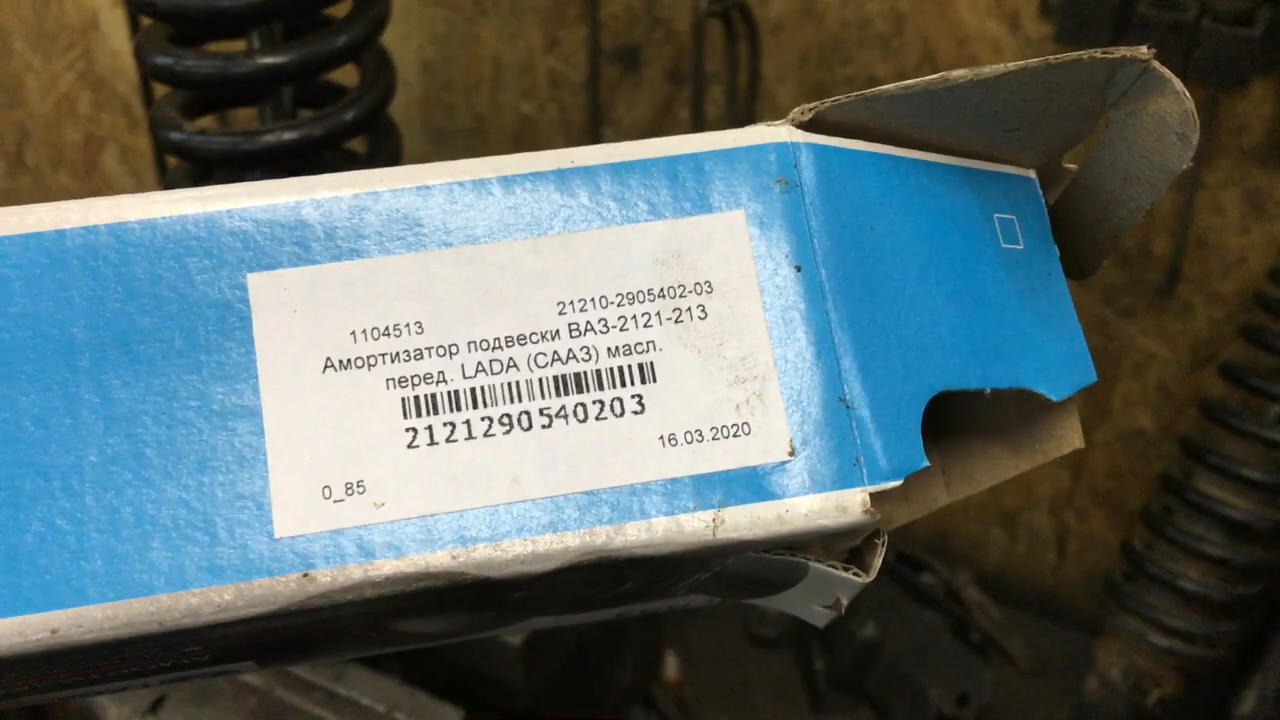 1104513 21210-2905402-03
Амортизатор подвески ВАЗ-2121-213
перед. LADA (СААЗ) масл.
2121290540203
16.03.2020
0_85